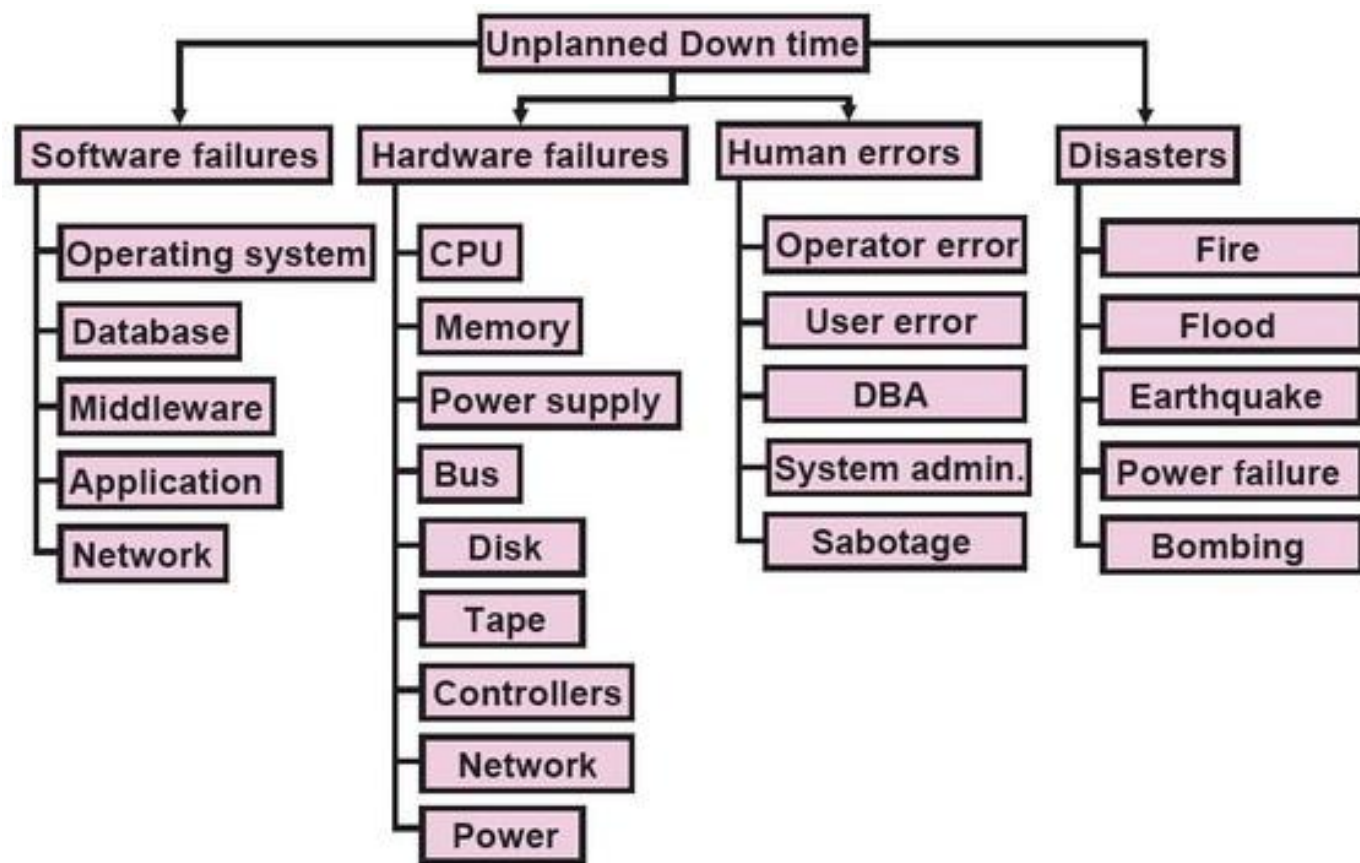 Unplanned Down time
Software failures
Operating system
Database
Middleware
Application
Network
Hardware failures
CPU
Memory
Power supply
Bus
Disk
Tape
Controllers
Network
Power
Human errors
Operator error
User error
DBA
System admin.
Sabotage
Disasters
Fire
Flood
Earthquake
Power failure
Bombing